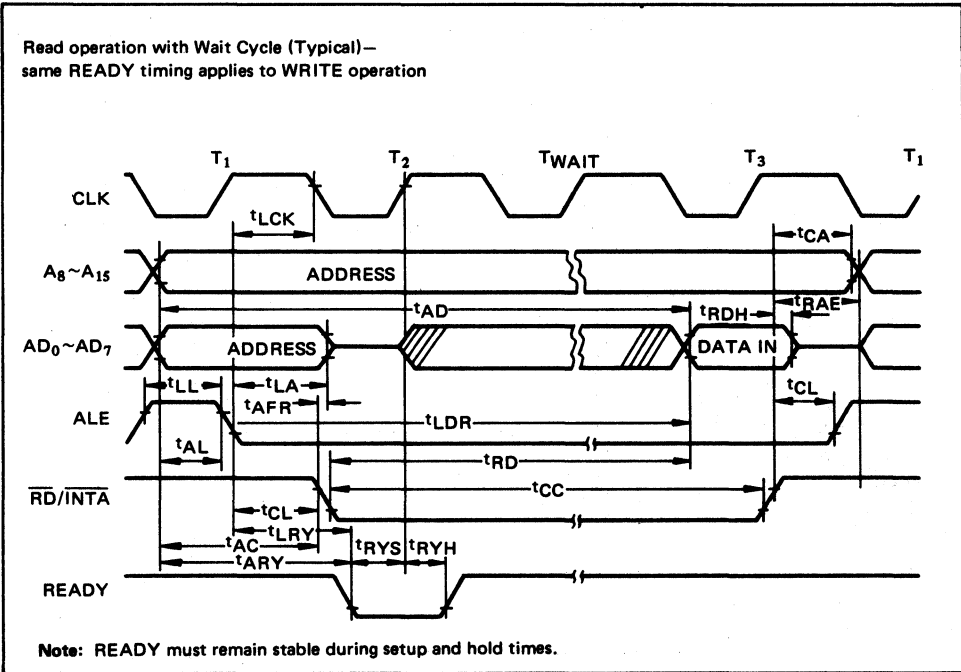 Read operation with Wait Cycle (Typical)—
same READY timing applies to WRITE operation
T1 T2 TWAIT T3 T1
CLK
tLCK
tCA
A8~A15
ADDRESS
tAD
tRAE
tRDH
AD0~AD7
ADDRESS
DATA IN
tLL
tLA
tCL
tAFR
ALE
tLDR
tAL
tRD
RD/INTA
tCC
tCL
tLRY
tAC
tRYS
tRYH
tARY
READY
Note: READY must remain stable during setup and hold times.